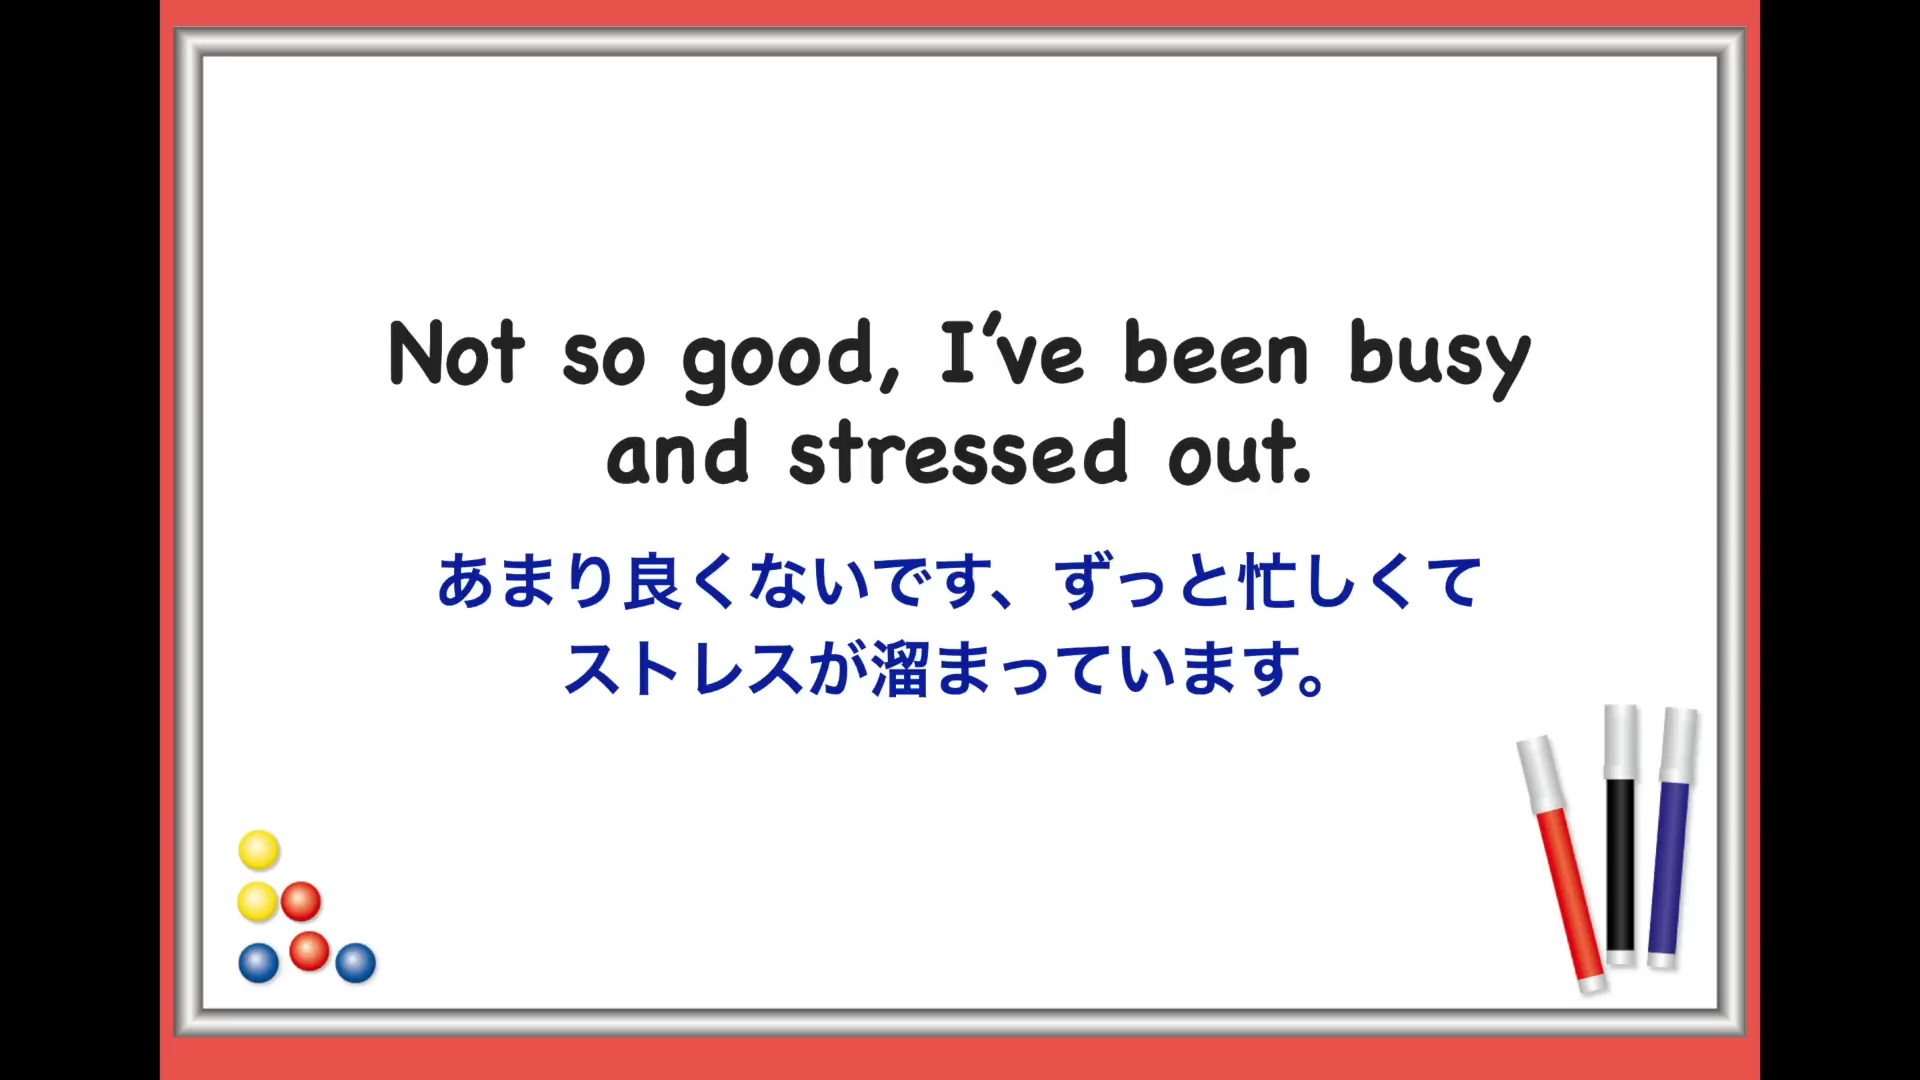 Not so good, I've been busy
and stressed out.
あまり良くないです、ずっと忙しくて
ストレスが溜まっています。